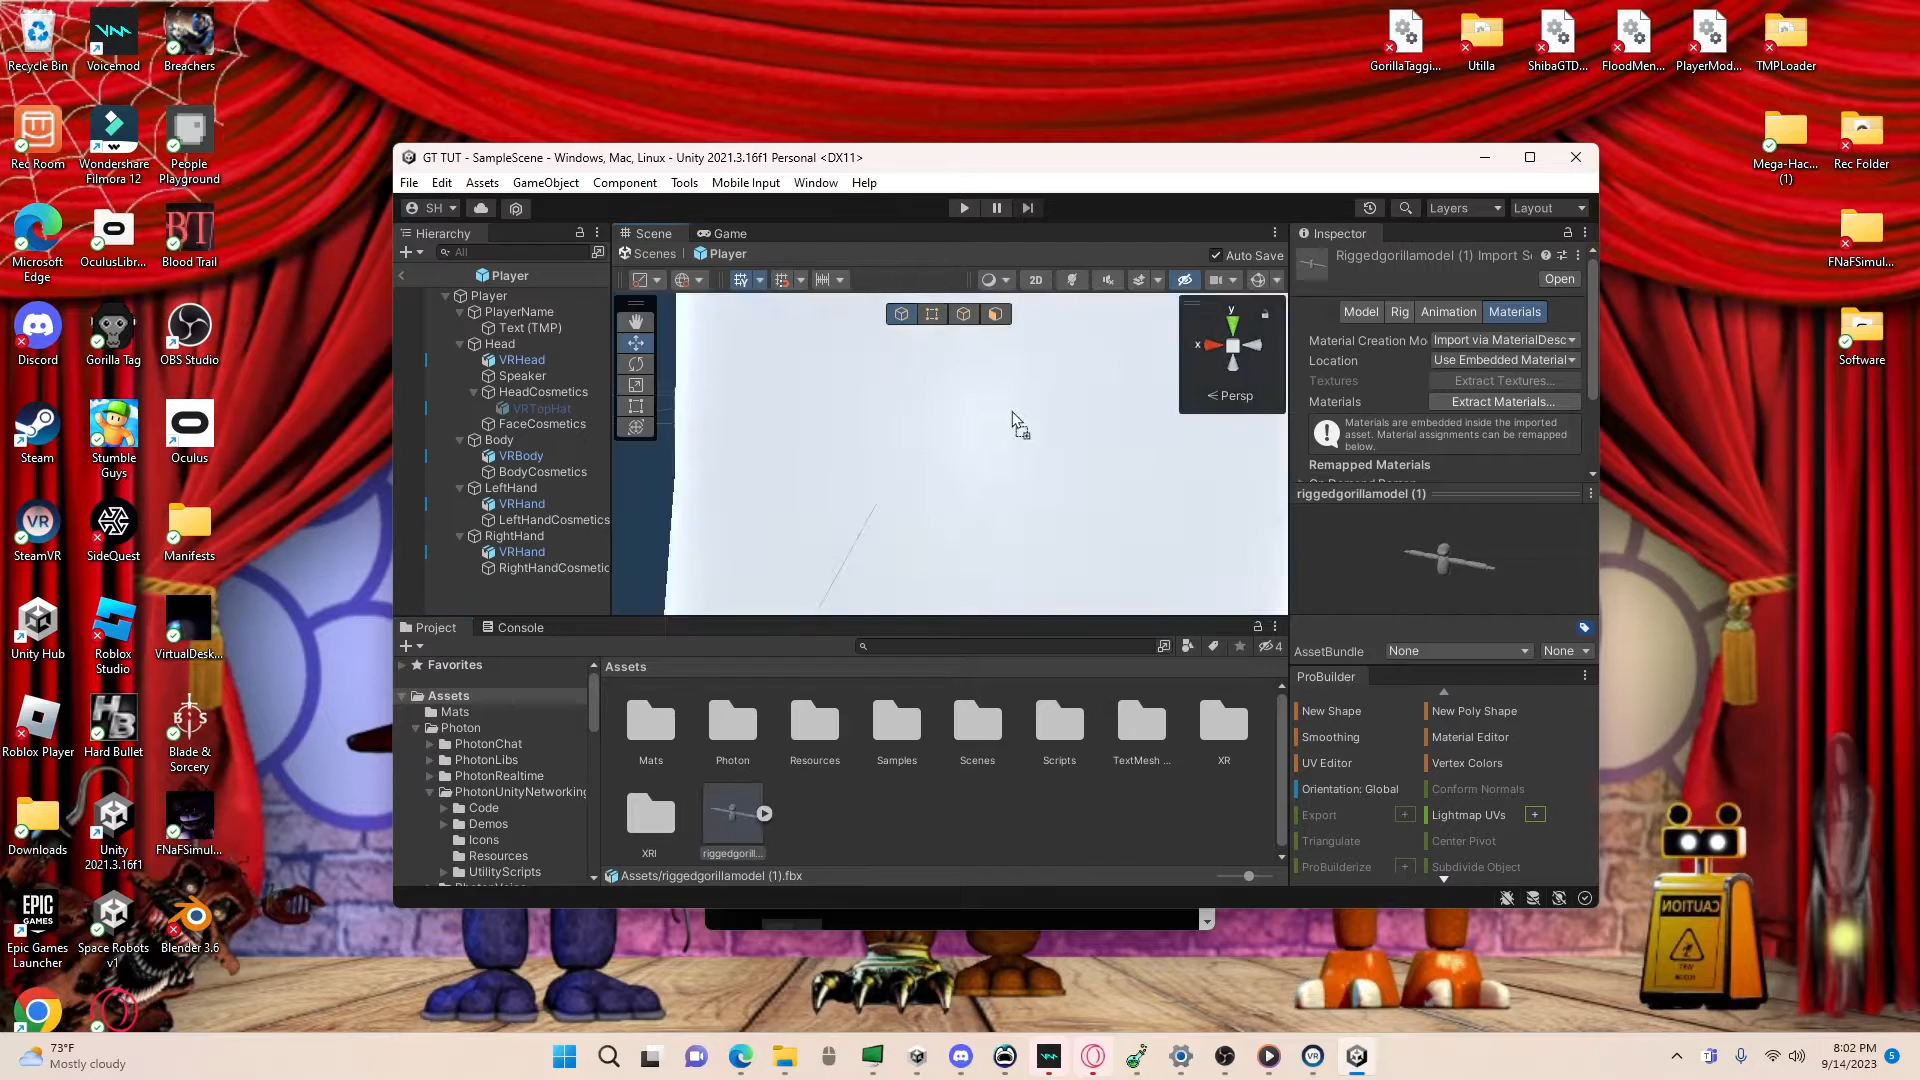 Recycle Bin
Voicemod
Breachers
GorillaTaggi...
Utilla
ShibaGTD...
FloodMen...
PlayerMod...
TMPLoader
Rec Room
Wondershare
Filmora 12
People
Playground
Mega-Hac...
(1)
Rec Folder
Microsoft
Edge
OculusLibr...
Blood Trail
BT
FNaFSimul...
Discord
Gorilla Tag
OBS Studio
Software
Steam
Stumble
Guys
Oculus
SteamVR
SideQuest
Manifests
Unity Hub
Roblox
Studio
VirtualDesk...
Roblox Player
Hard Bullet
Blade &
Sorcery
Downloads
Unity
2021.3.16f1
FNaFSimul...
EPIC
GAMES
Epic Games
Launcher
Space Robots
v1
Blender 3.6
GT TUT - SampleScene - Windows, Mac, Linux - Unity 2021.3.16f1 Personal <DX11>
File Edit Assets GameObject Component Tools Mobile Input Window Help
SH
Layers
Layout
Hierarchy
All
Player
Player
PlayerName
Text (TMP)
Head
VRHead
Speaker
HeadCosmetics
VRTopHat
FaceCosmetics
Body
VRBody
BodyCosmetics
LeftHand
VRHand
LeftHandCosmetics
RightHand
VRHand
RightHandCosmetic
Scene
Game
Scenes
Player
Auto Save
2D
y
x
< Persp
Inspector
Riggedgorillamodel (1) Import S
Open
Model
Rig
Animation
Materials
Material Creation Mo
Import via MaterialDesc
Location
Use Embedded Material
Textures
Extract Textures...
Materials
Extract Materials...
Materials are embedded inside the imported
asset. Material assignments can be remapped
below.
Remapped Materials
riggedgorillamodel (1)
AssetBundle
None
None
ProBuilder
New Shape
New Poly Shape
Smoothing
Material Editor
UV Editor
Vertex Colors
Orientation: Global
Conform Normals
Export
+
Lightmap UVs
+
Triangulate
Center Pivot
ProBuilderize
+
Subdivide Object
Project
Console
4
Favorites
Assets
Mats
Photon
PhotonChat
PhotonLibs
PhotonRealtime
PhotonUnityNetworking
Code
Demos
Icons
Resources
UtilityScripts
Assets
Mats
Photon
Resources
Samples
Scenes
Scripts
TextMesh ...
XR
XRI
riggedgorill...
Assets/riggedgorillamodel (1).fbx
CAUTION
73°F
Mostly cloudy
8:02 PM
9/14/2023
5